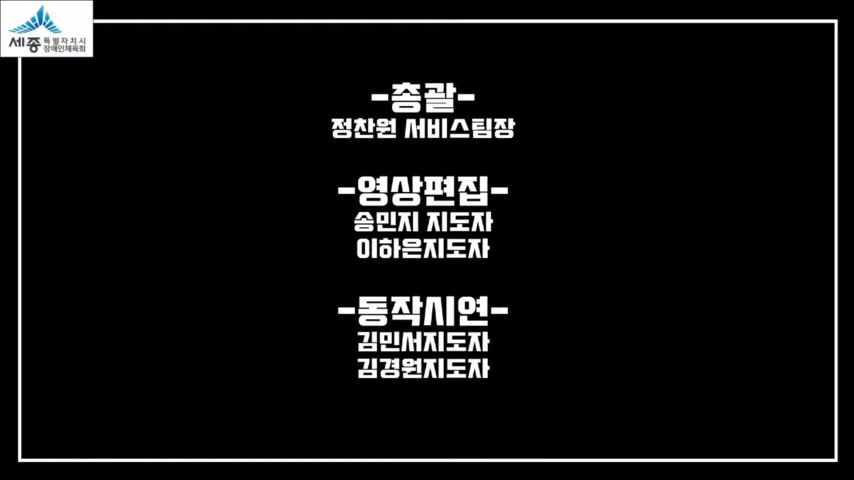 세종 특별자치시
장애인체육회
-총괄-
정찬원 서비스팀장
-영상편집-
송민지 지도자
이하은지도자
-동작시연-
김민서지도자
김경원지도자